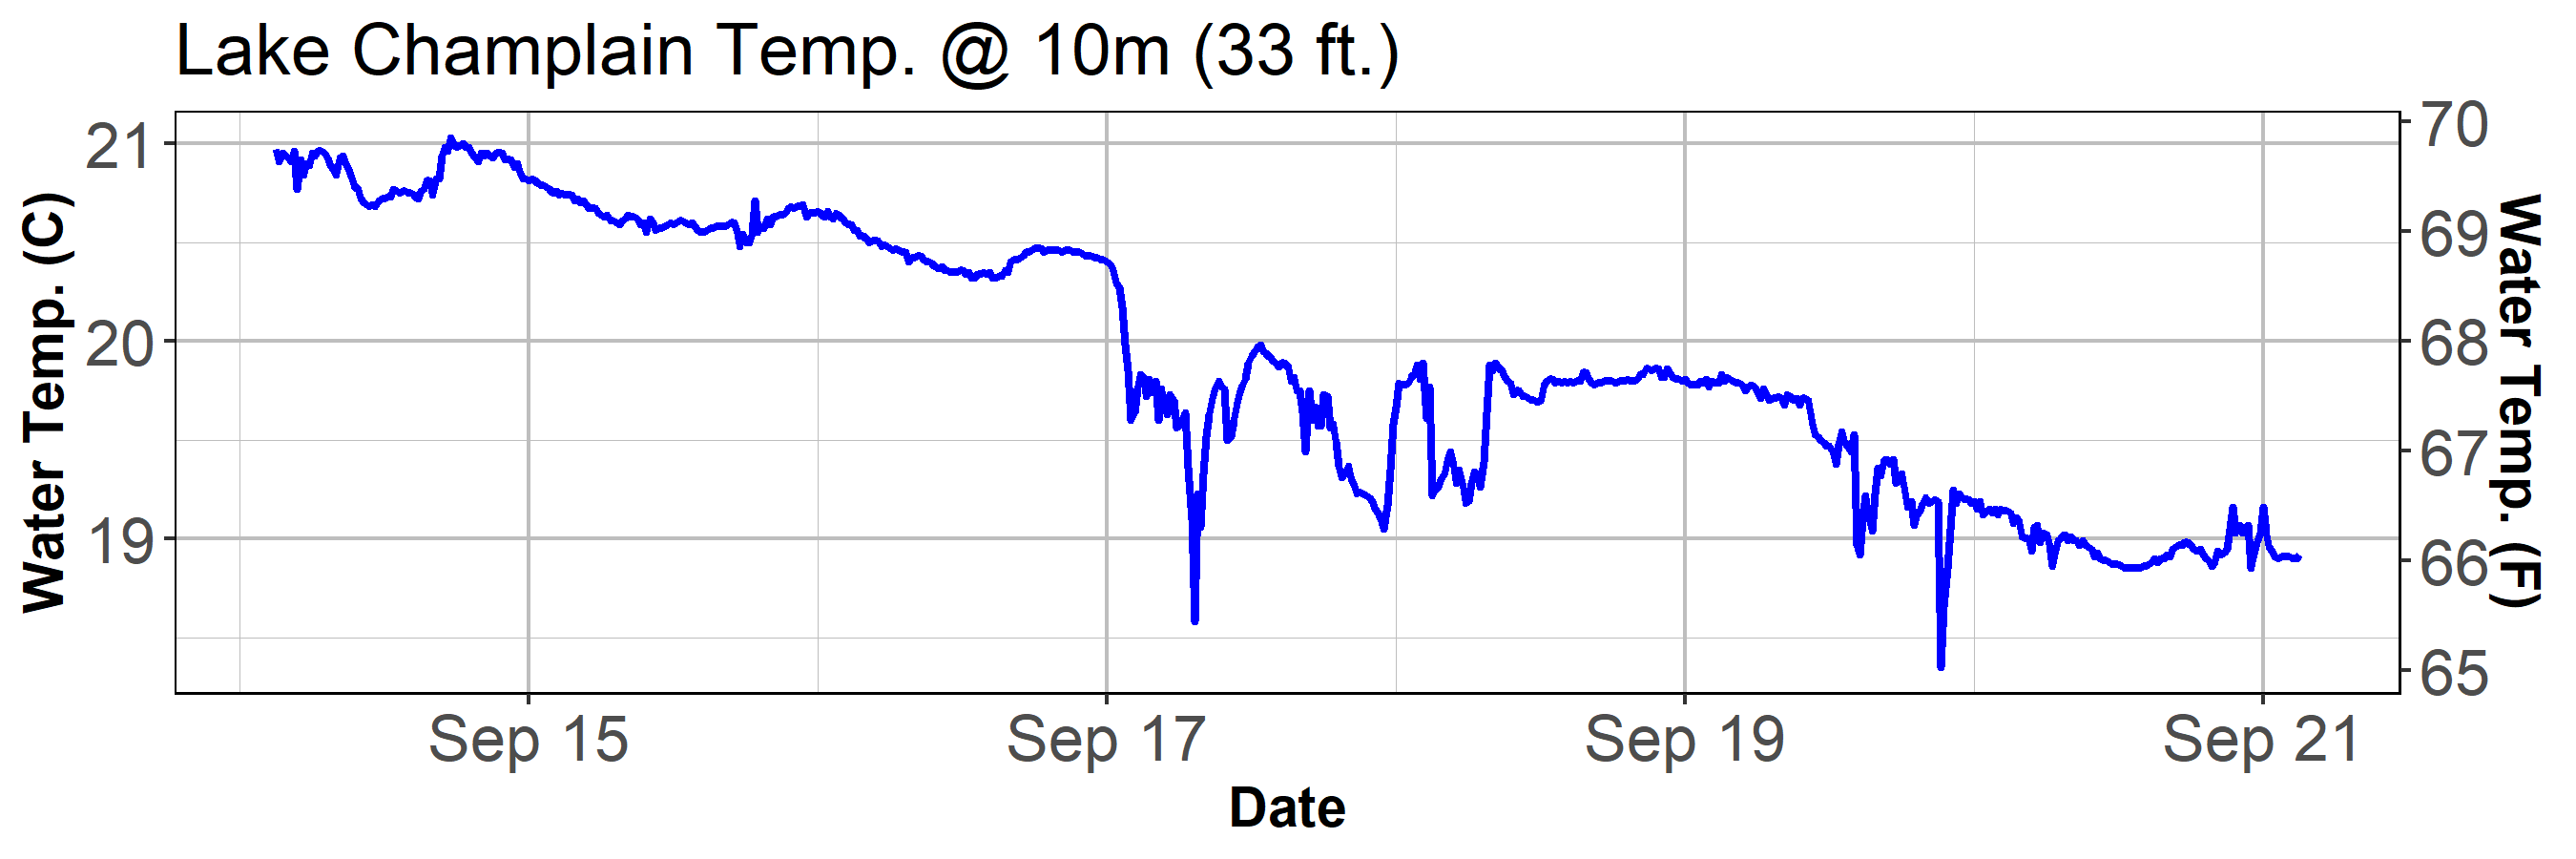 Lake Champlain Temp. @ 10m (33 ft.)
Water Temp. (C)
21
20
19
70
69
68
67
66
65
Water Temp. (F)
Sep 15
Sep 17
Sep 19
Sep 21
Date